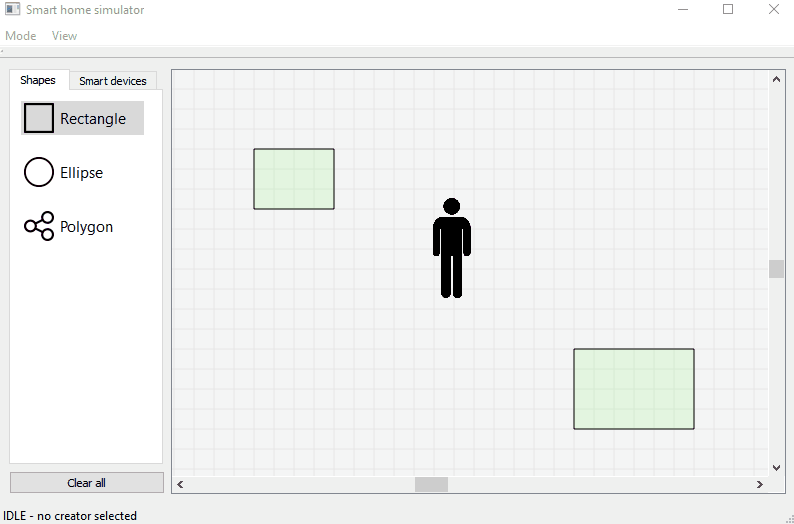 Smart home simulator
Mode View
Shapes Smart devices
Rectangle
Ellipse
Polygon
Clear all
IDLE - no creator selected